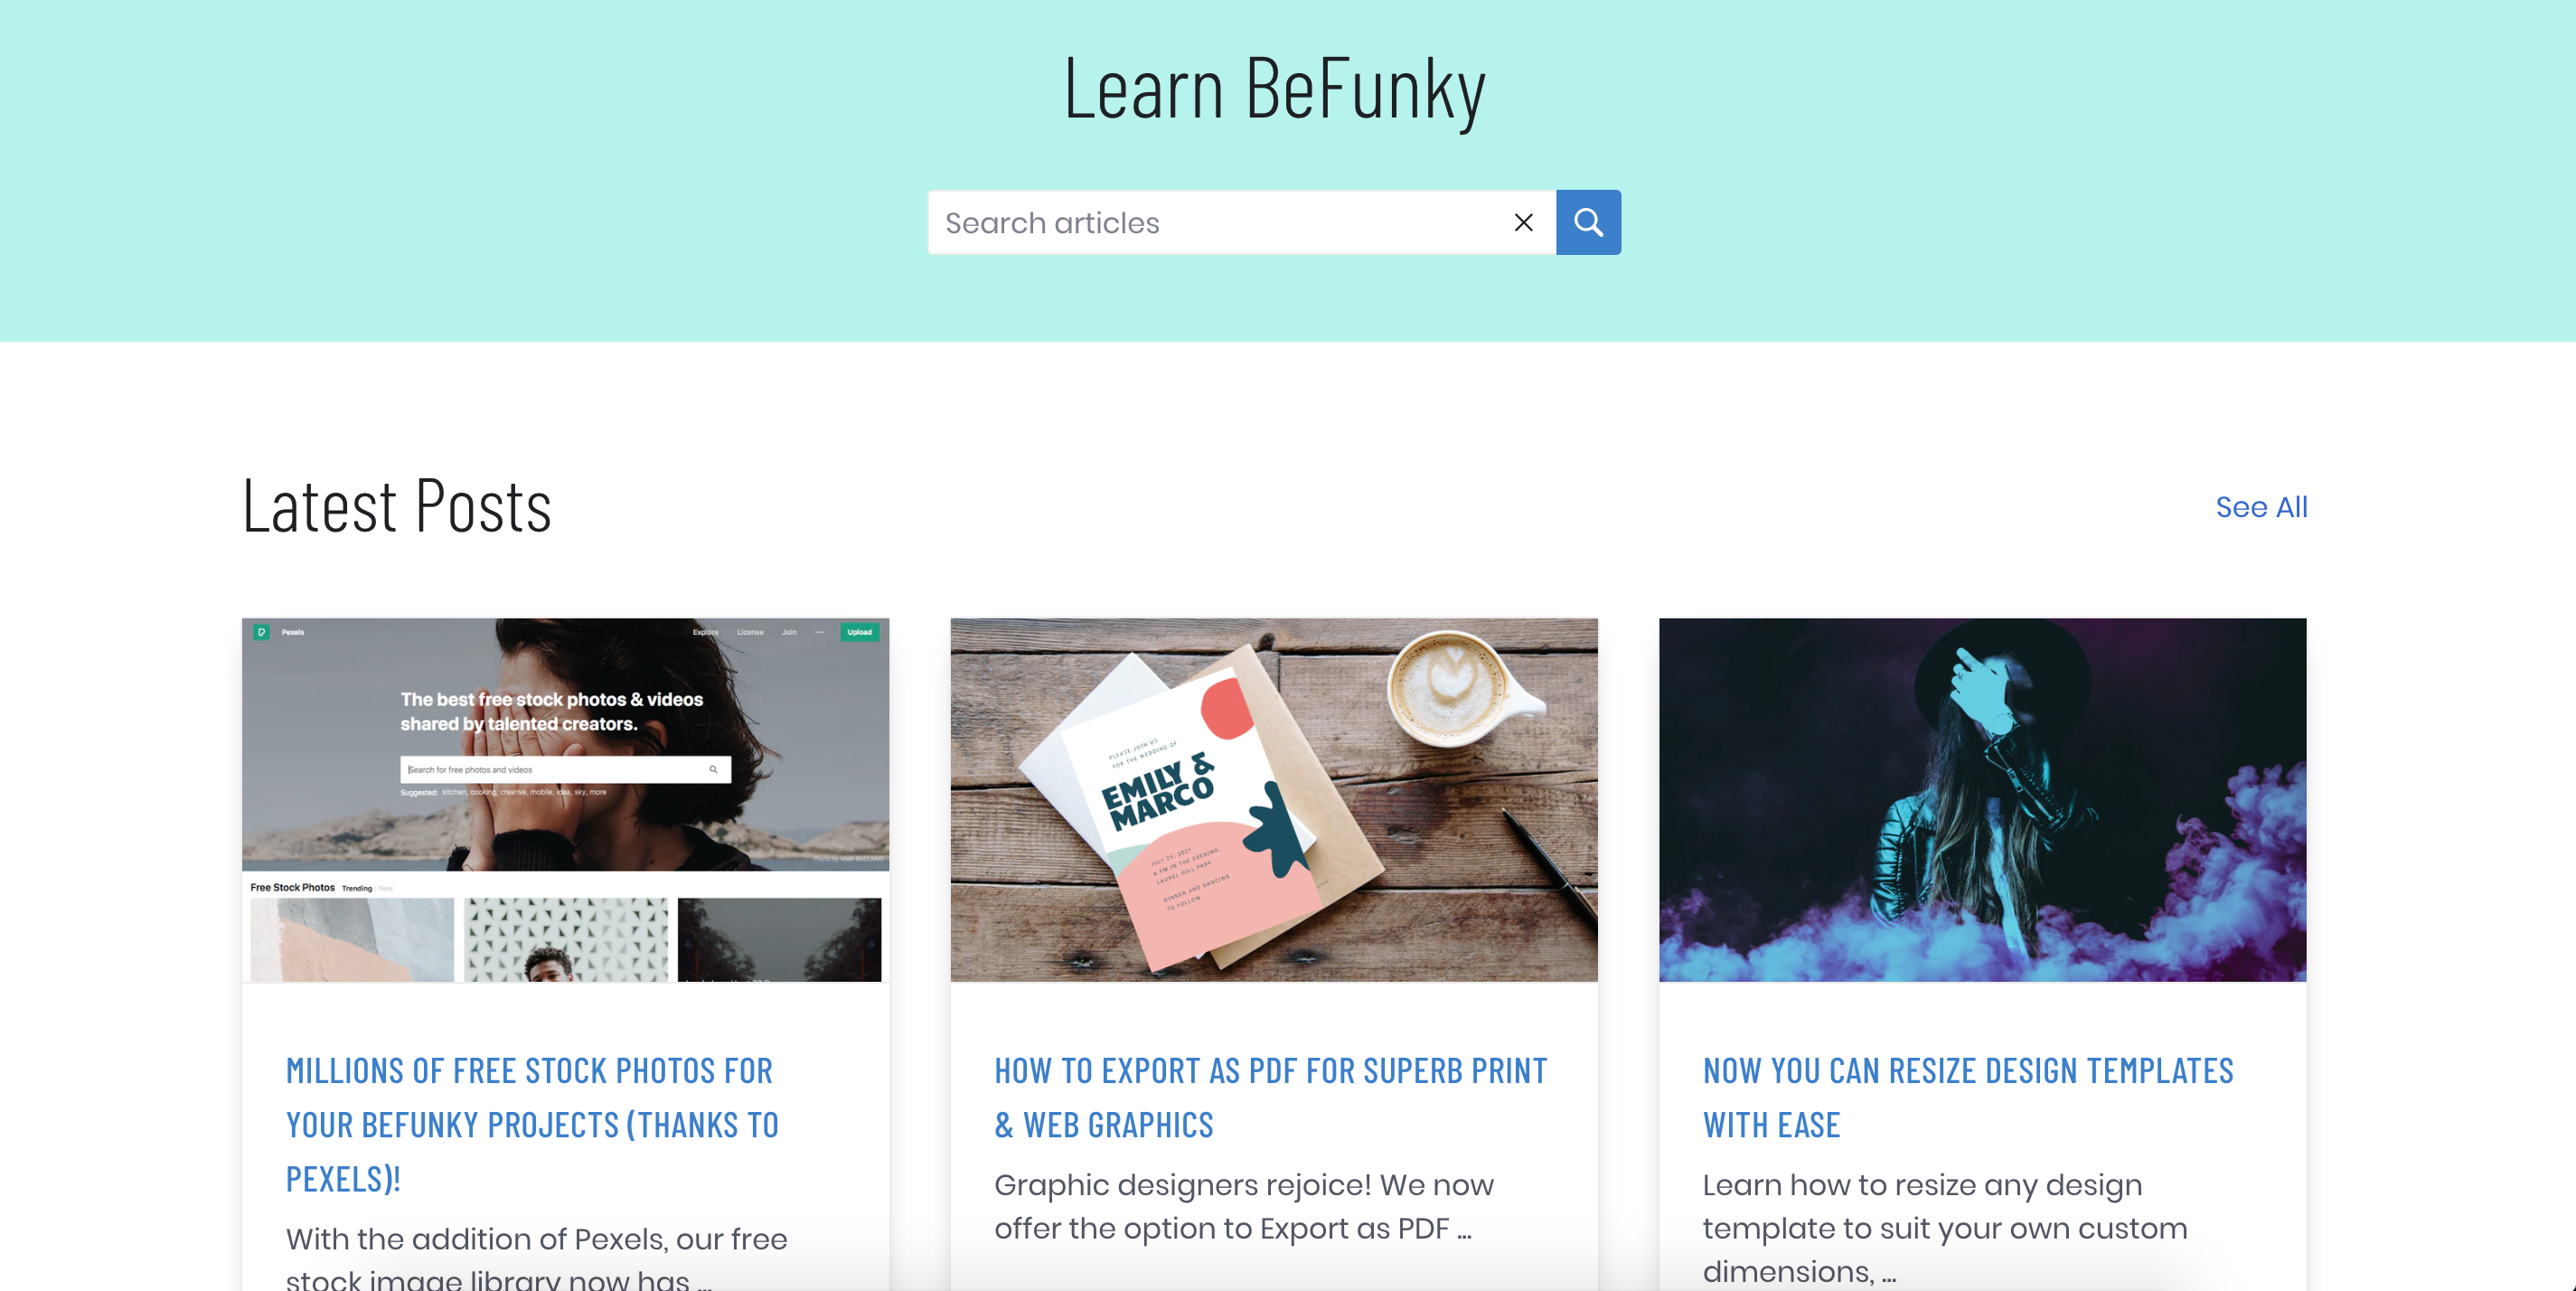 Learn BeFunky
Search articles
Latest Posts
See All
Pexels
Explore License Join ··· Upload
The best free stock photos & videos
shared by talented creators.
Search for free photos and videos
Suggested: kitchen, cooking, creative, mobile, idea, sky, more
Photo by Matt
Free Stock Photos Trending New
PLEASE JOIN US
FOR THE WEDDING OF
EMILY &
MARCO
JULY 25, 2021
6 PM IN THE EVENING,
LAUREL HILL PARK
DINNER AND DANCING
TO FOLLOW
MILLIONS OF FREE STOCK PHOTOS FOR
YOUR BEFUNKY PROJECTS (THANKS TO
PEXELS)!
With the addition of Pexels, our free
stock image library now has ...
HOW TO EXPORT AS PDF FOR SUPERB PRINT
& WEB GRAPHICS
Graphic designers rejoice! We now
offer the option to Export as PDF ...
NOW YOU CAN RESIZE DESIGN TEMPLATES
WITH EASE
Learn how to resize any design
template to suit your own custom
dimensions, ...